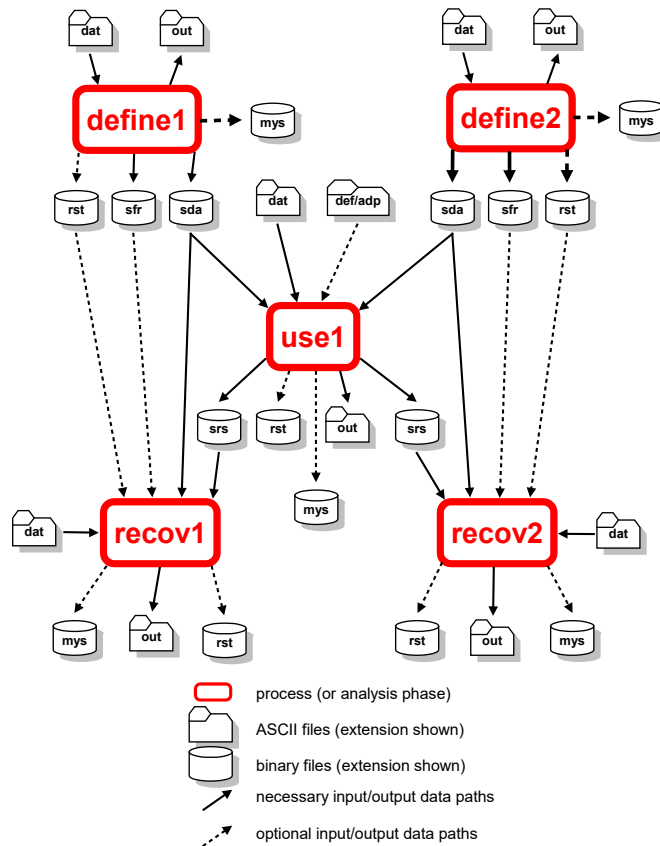 dat
out
dat
out
define1
mys
define2
mys
rst
sfr
sda
dat
def/adp
sda
sfr
rst
use1
srs
rst
out
srs
mys
dat
recov1
recov2
dat
mys
out
rst
rst
out
mys
process (or analysis phase)
ASCII files (extension shown)
binary files (extension shown)
necessary input/output data paths
optional input/output data paths